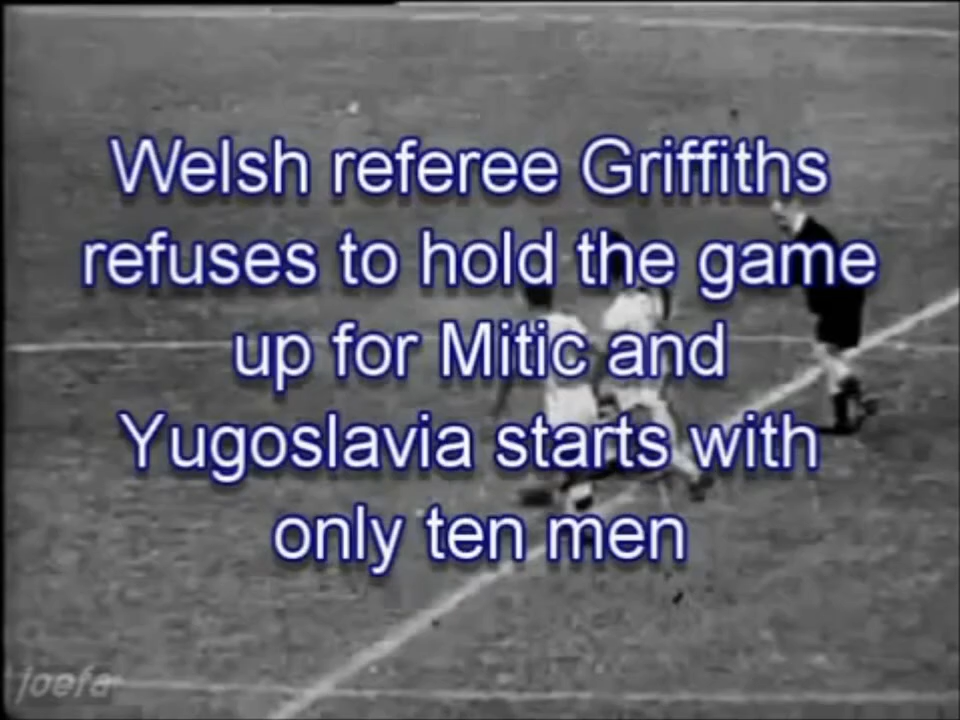 Welsh referee Griffiths
refuses to hold the game
up for Mitic and
Yugoslavia starts with
only ten men
joefa